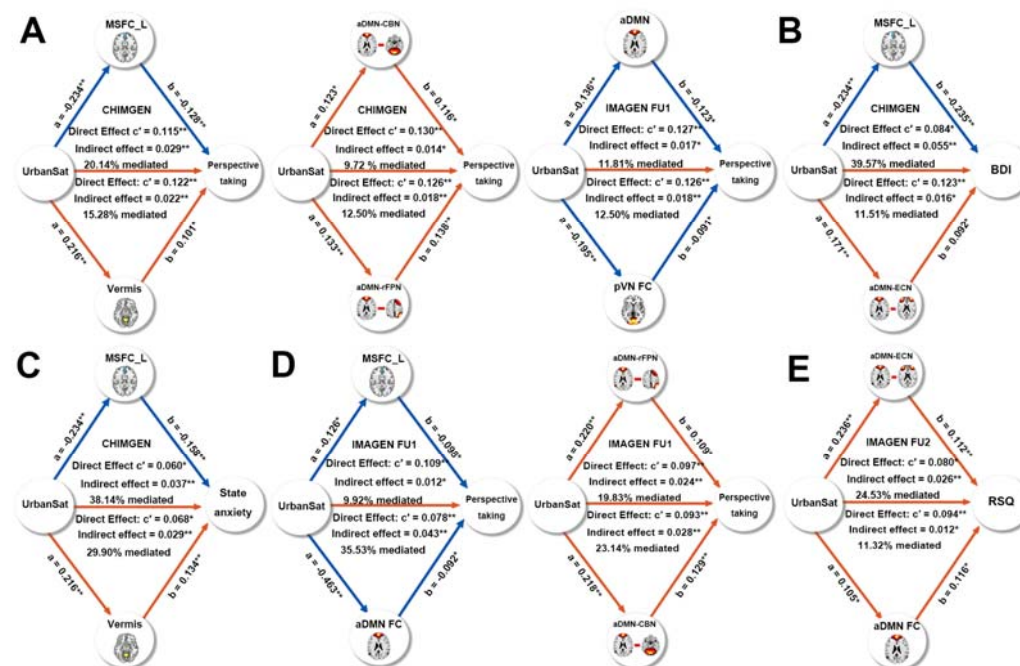 A
MSFC_L
a = -0.234**
b = -0.128**
CHIMGEN
Direct Effect c' = 0.115**
Indirect effect = 0.029**
20.14% mediated
UrbanSat
Perspective
taking
Direct Effect: c' = 0.122**
Indirect effect = 0.022**
15.28% mediated
a = 0.216**
b = 0.101*
Vermis
aDMN-CBN
a = 0.123*
b = 0.116*
CHIMGEN
Direct Effect c' = 0.130**
Indirect effect = 0.014*
9.72 % mediated
UrbanSat
Perspective
taking
Direct Effect: c' = 0.126**
Indirect effect = 0.018**
12.50% mediated
a = 0.133**
b = 0.138**
aDMN-rFPN
aDMN
a = -0.136**
b = -0.123*
IMAGEN FU1
Direct Effect c' = 0.127**
Indirect effect = 0.017*
11.81% mediated
UrbanSat
Perspective
taking
Direct Effect: c' = 0.126**
Indirect effect = 0.018**
12.50% mediated
a = -0.195**
b = -0.091*
pVN FC
B
MSFC_L
a = -0.234**
b = -0.235**
CHIMGEN
Direct Effect c' = 0.084*
Indirect effect = 0.055**
39.57% mediated
UrbanSat
BDI
Direct Effect: c' = 0.123**
Indirect effect = 0.016*
11.51% mediated
a = 0.171**
b = 0.092*
aDMN-ECN
C
MSFC_L
a = -0.234**
b = -0.158**
CHIMGEN
Direct Effect c' = 0.060*
Indirect effect = 0.037**
38.14% mediated
UrbanSat
State
anxiety
Direct Effect: c' = 0.068*
Indirect effect = 0.029**
29.90% mediated
a = 0.216**
b = 0.134**
Vermis
D
MSFC_L
a = -0.126*
b = -0.098*
IMAGEN FU1
Direct Effect: c' = 0.109*
Indirect effect = 0.012*
9.92% mediated
UrbanSat
Perspective
taking
Direct Effect: c' = 0.078**
Indirect effect = 0.043**
35.53% mediated
a = -0.463**
b = -0.092*
aDMN FC
aDMN-rFPN
a = 0.220**
b = 0.109*
IMAGEN FU1
Direct Effect: c' = 0.097**
Indirect effect = 0.024**
19.83% mediated
UrbanSat
Perspective
taking
Direct Effect: c' = 0.093**
Indirect effect = 0.028**
23.14% mediated
a = 0.218**
b = 0.129**
aDMN-CBN
E
aDMN-ECN
a = 0.236**
b = 0.112**
IMAGEN FU2
Direct Effect: c' = 0.080*
Indirect effect = 0.026**
24.53% mediated
UrbanSat
RSQ
Direct Effect: c' = 0.094**
Indirect effect = 0.012*
11.32% mediated
a = 0.105*
b = 0.116*
aDMN FC